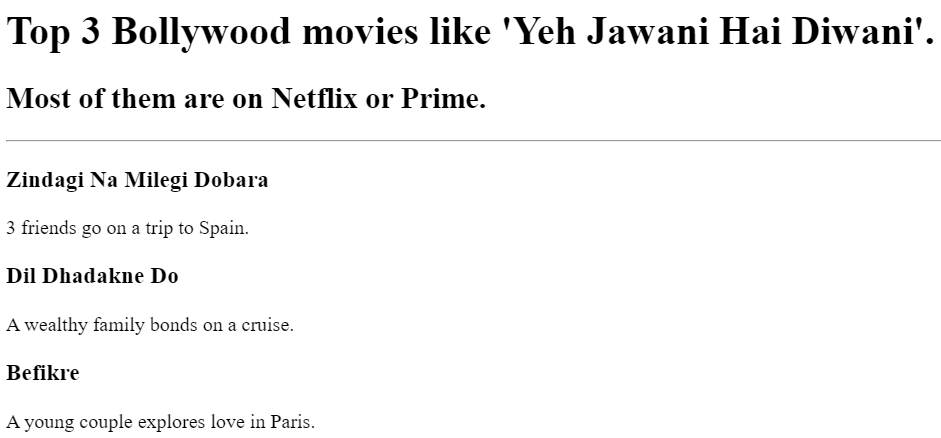 Top 3 Bollywood movies like 'Yeh Jawani Hai Diwani'.
Most of them are on Netflix or Prime.
Zindagi Na Milegi Dobara
3 friends go on a trip to Spain.
Dil Dhadakne Do
A wealthy family bonds on a cruise.
Befikre
A young couple explores love in Paris.